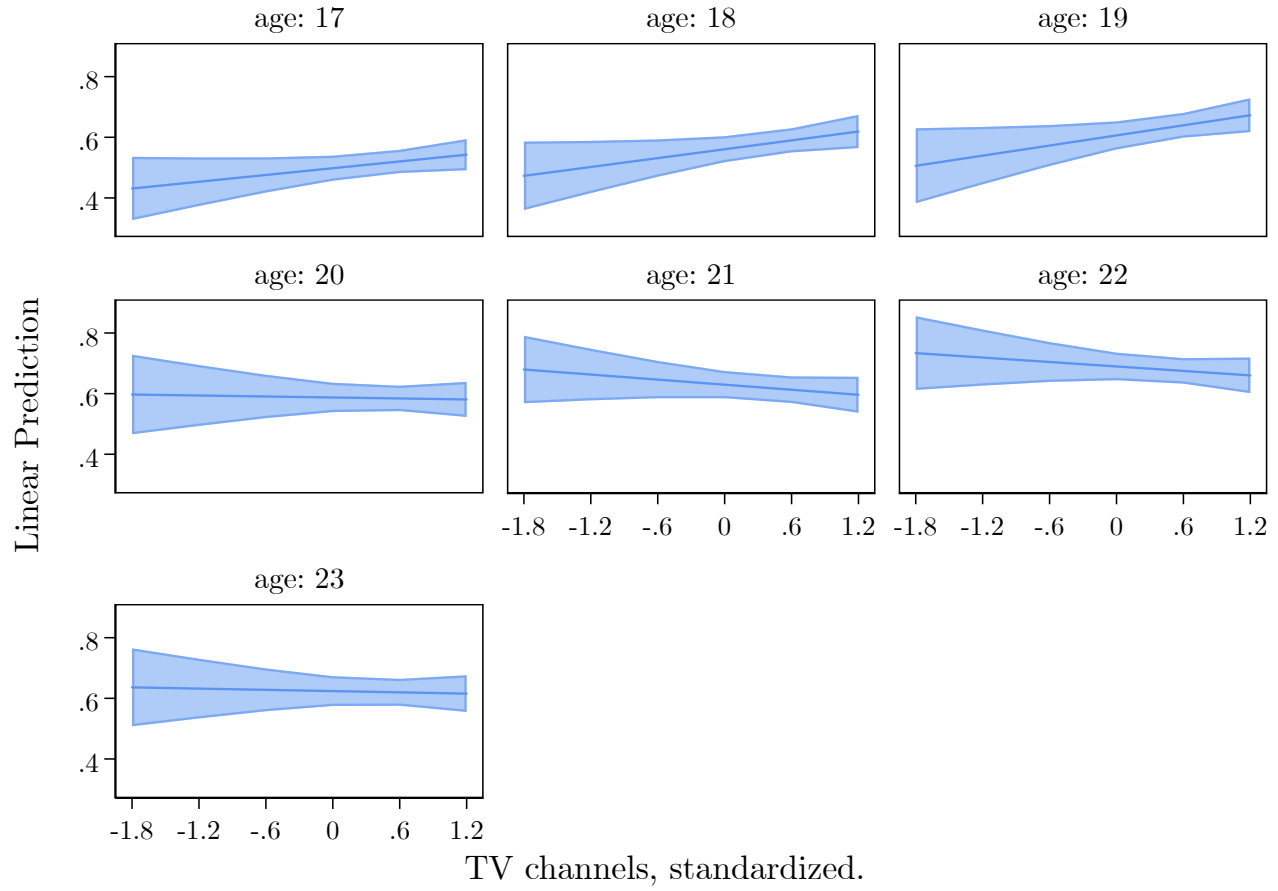 age: 17
age: 18
age: 19
.8
.6
.4
age: 20
age: 21
age: 22
.8
.6
.4
-1.8 -1.2 -.6 0 .6 1.2
-1.8 -1.2 -.6 0 .6 1.2
Linear Prediction
age: 23
.8
.6
.4
-1.8 -1.2 -.6 0 .6 1.2
TV channels, standardized.